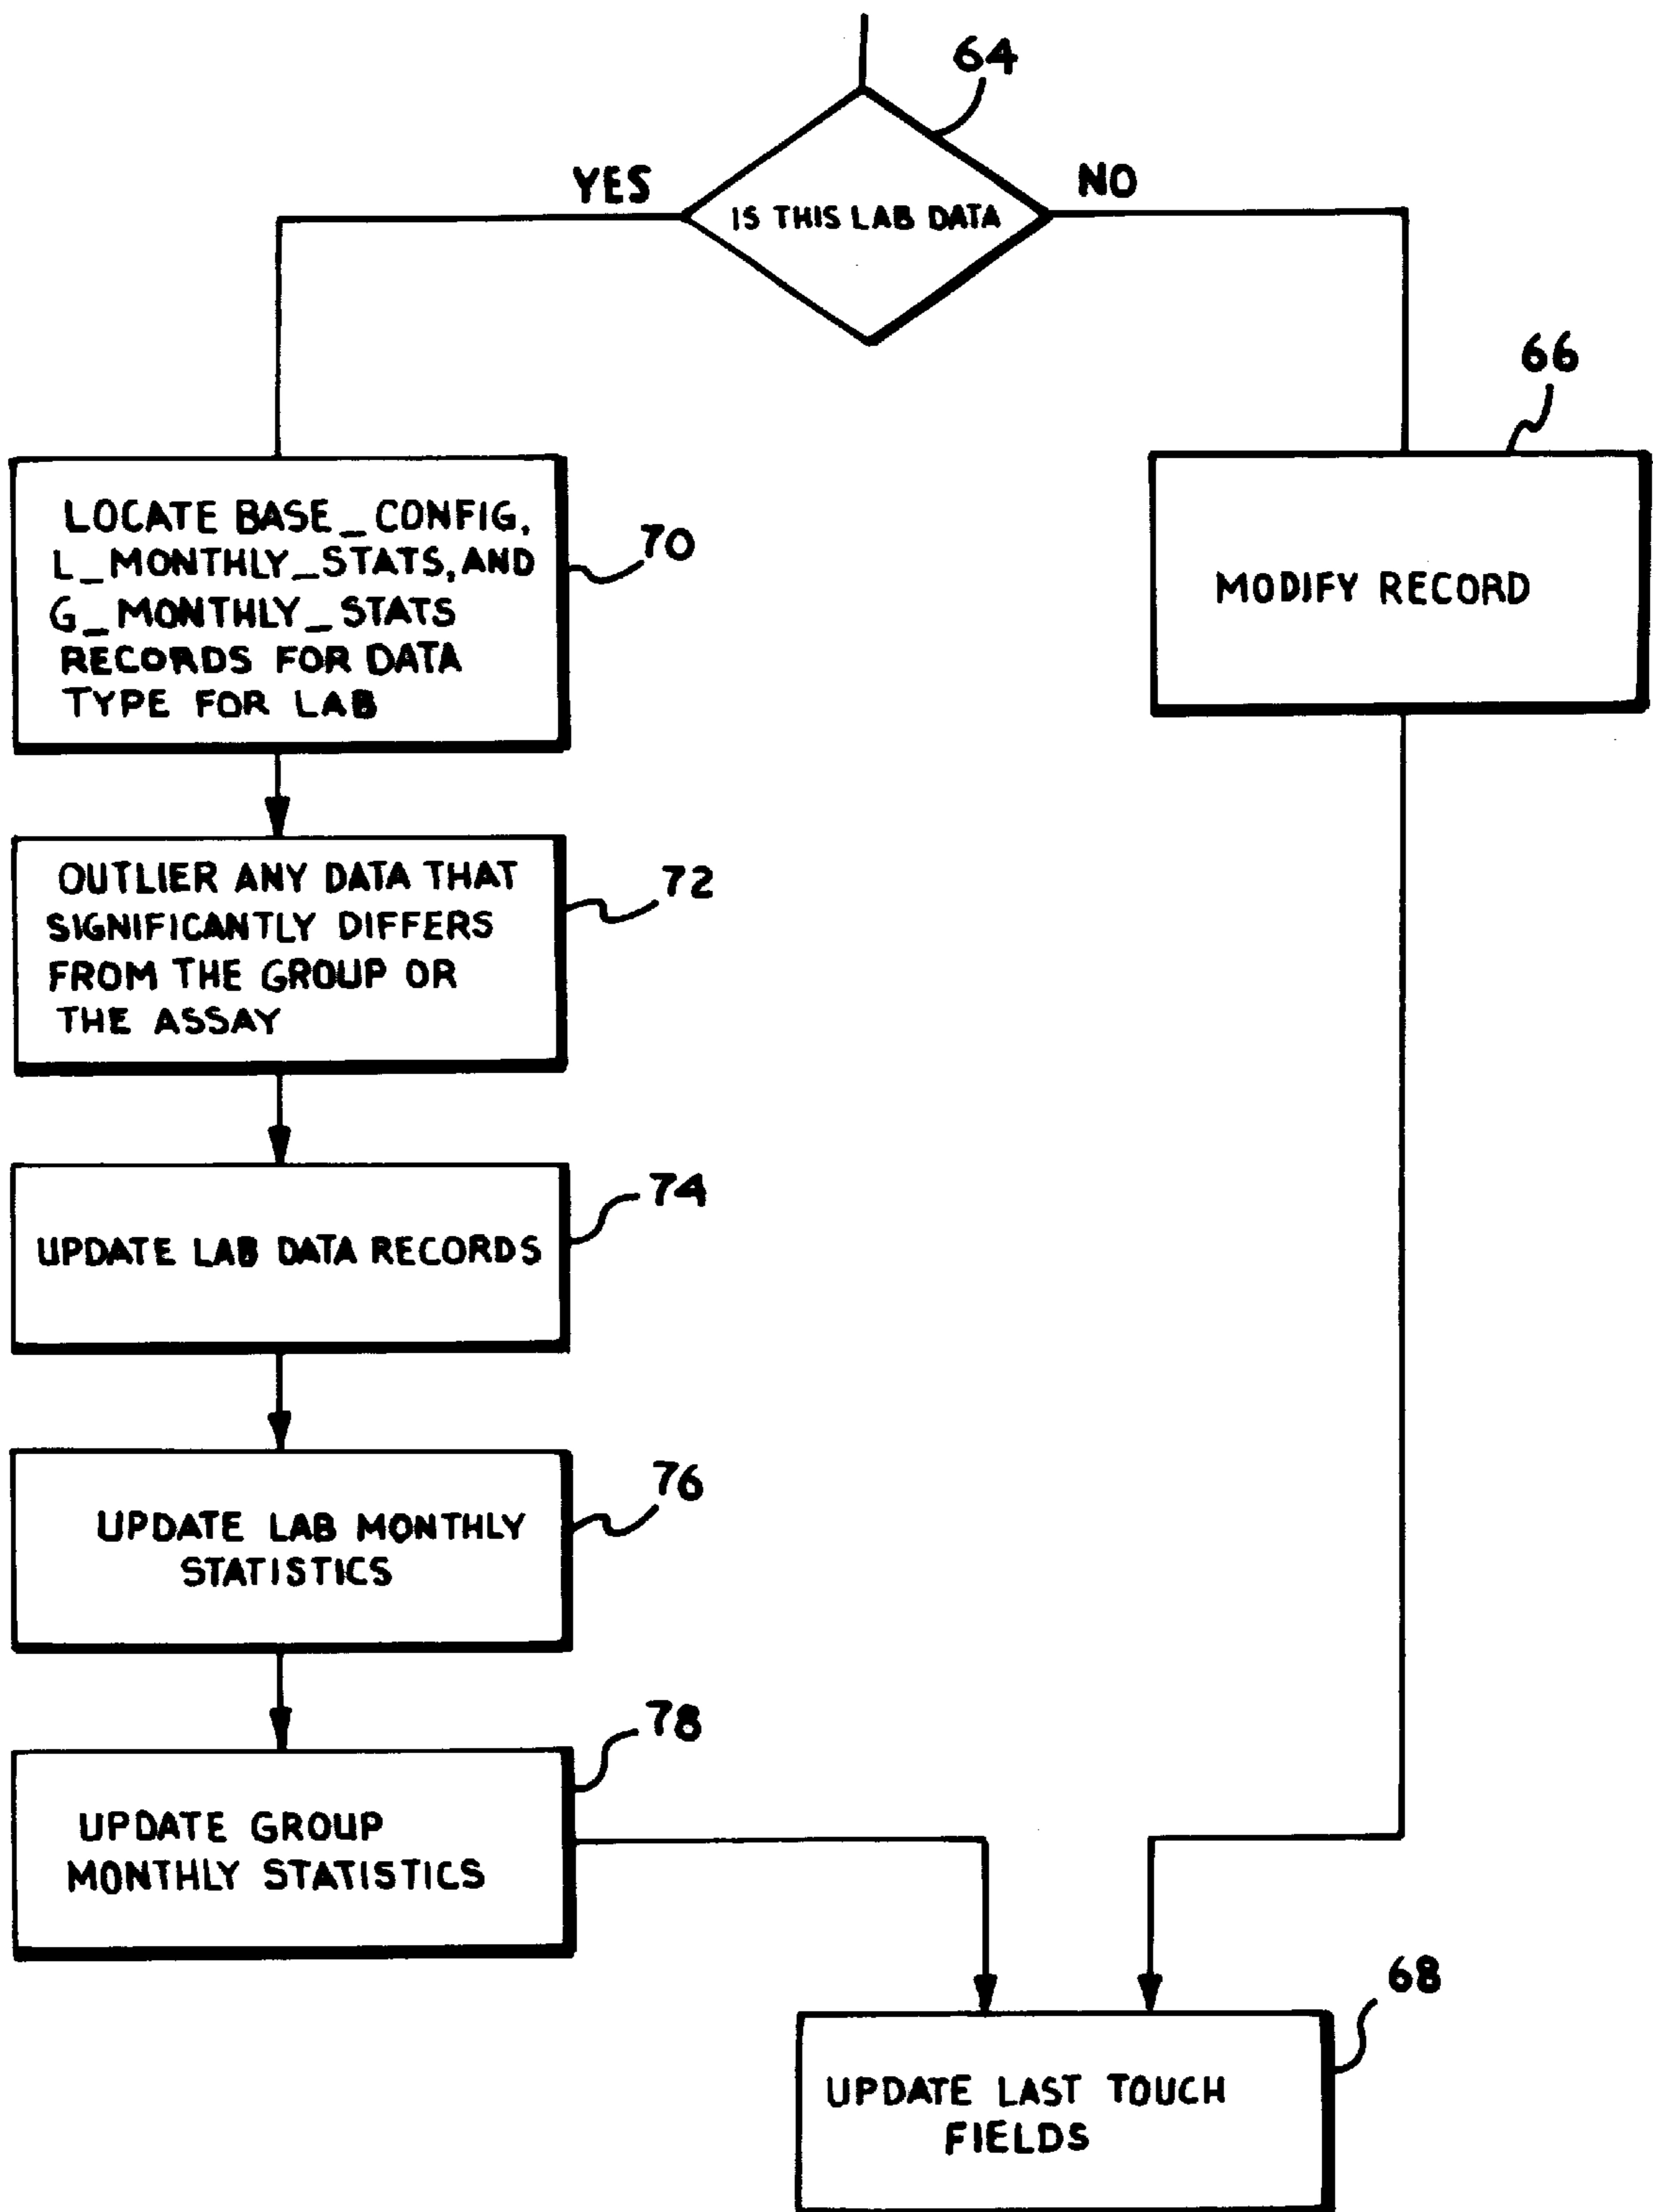 64
YES
NO
IS THIS LAB DATA
66
LOCATE BASE_CONFIG,
L_MONTHLY_STATS, AND
G_MONTHLY_STATS
RECORDS FOR DATA
TYPE FOR LAB
70
MODIFY RECORD
OUTLIER ANY DATA THAT
SIGNIFICANTLY DIFFERS
FROM THE GROUP OR
THE ASSAY
72
UPDATE LAB DATA RECORDS
74
UPDATE LAB MONTHLY
STATISTICS
76
UPDATE GROUP
MONTHLY STATISTICS
78
UPDATE LAST TOUCH
FIELDS
68